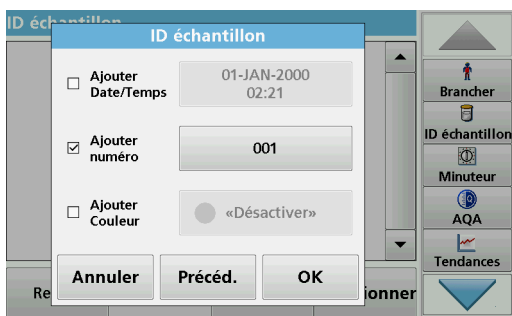 ID échantillon
ID échantillon
Ajouter
Date/Temps
01-JAN-2000
02:21
Ajouter
numéro
001
Ajouter
Couleur
«Désactiver»
Annuler
Précéd.
OK
Brancher
ID échantillon
Minuteur
AQA
Tendances